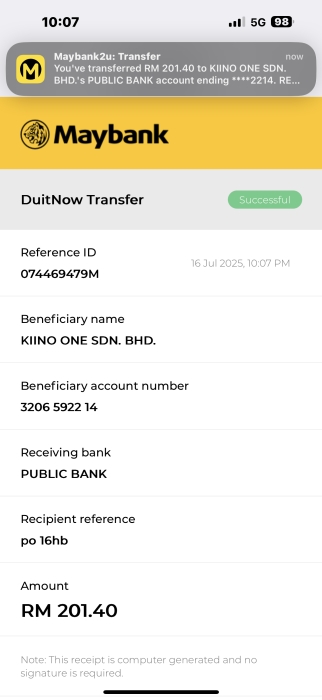 10:07
5G 98
Maybank2u: Transfer now
You've transferred RM 201.40 to KIINO ONE SDN.
BHD.'s PUBLIC BANK account ending ****2214. RE...
Maybank
DuitNow Transfer Successful
Reference ID
16 Jul 2025, 10:07 PM
074469479M
Beneficiary name
KIINO ONE SDN. BHD.
Beneficiary account number
3206 5922 14
Receiving bank
PUBLIC BANK
Recipient reference
po 16hb
Amount
RM 201.40
Note: This receipt is computer generated and no
signature is required.